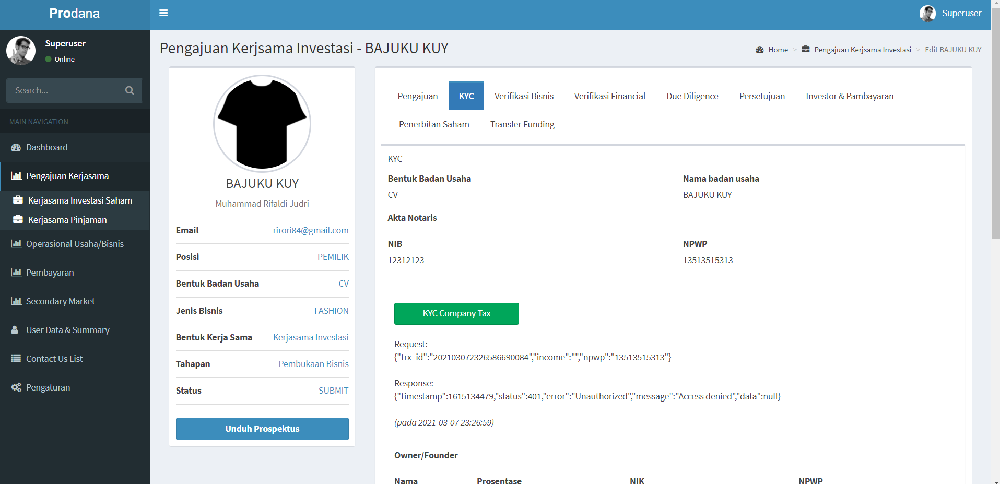 Prodana
Superuser
Superuser
Online
Search...
MAIN NAVIGATION
Dashboard
Pengajuan Kerjasama
Kerjasama Investasi Saham
Kerjasama Pinjaman
Operasional Usaha/Bisnis
Pembayaran
Secondary Market
User Data & Summary
Contact Us List
Pengaturan
Pengajuan Kerjsama Investasi - BAJUKU KUY
Home > Pengajuan Kerjsama Investasi > Edit BAJUKU KUY
BAJUKU KUY
Muhammad Rifaldi Judri
Email rirori84@gmail.com
Posisi PEMILIK
Bentuk Badan Usaha CV
Jenis Bisnis FASHION
Bentuk Kerja Sama Kerjasama Investasi
Tahapan Pembukaan Bisnis
Status SUBMIT
Unduh Prospektus
Pengajuan KYC Verifikasi Bisnis Verifikasi Financial Due Diligence Persetujuan Investor & Pambayaran
Penerbitan Saham Transfer Funding
KYC
Bentuk Badan Usaha Nama badan usaha
CV BAJUKU KUY
Akta Notaris
NIB NPWP
12312123 13513515313
KYC Company Tax
Request:
{"trx_id":"202103072326586690084","income":"","npwp":"13513515313"}
Response:
{"timestamp":1615134479,"status":401,"error":"Unauthorized","message":"Access denied","data":null}
(pada 2021-03-07 23:26:59)
Owner/Founder
Nama Prosentase NIK NPWP